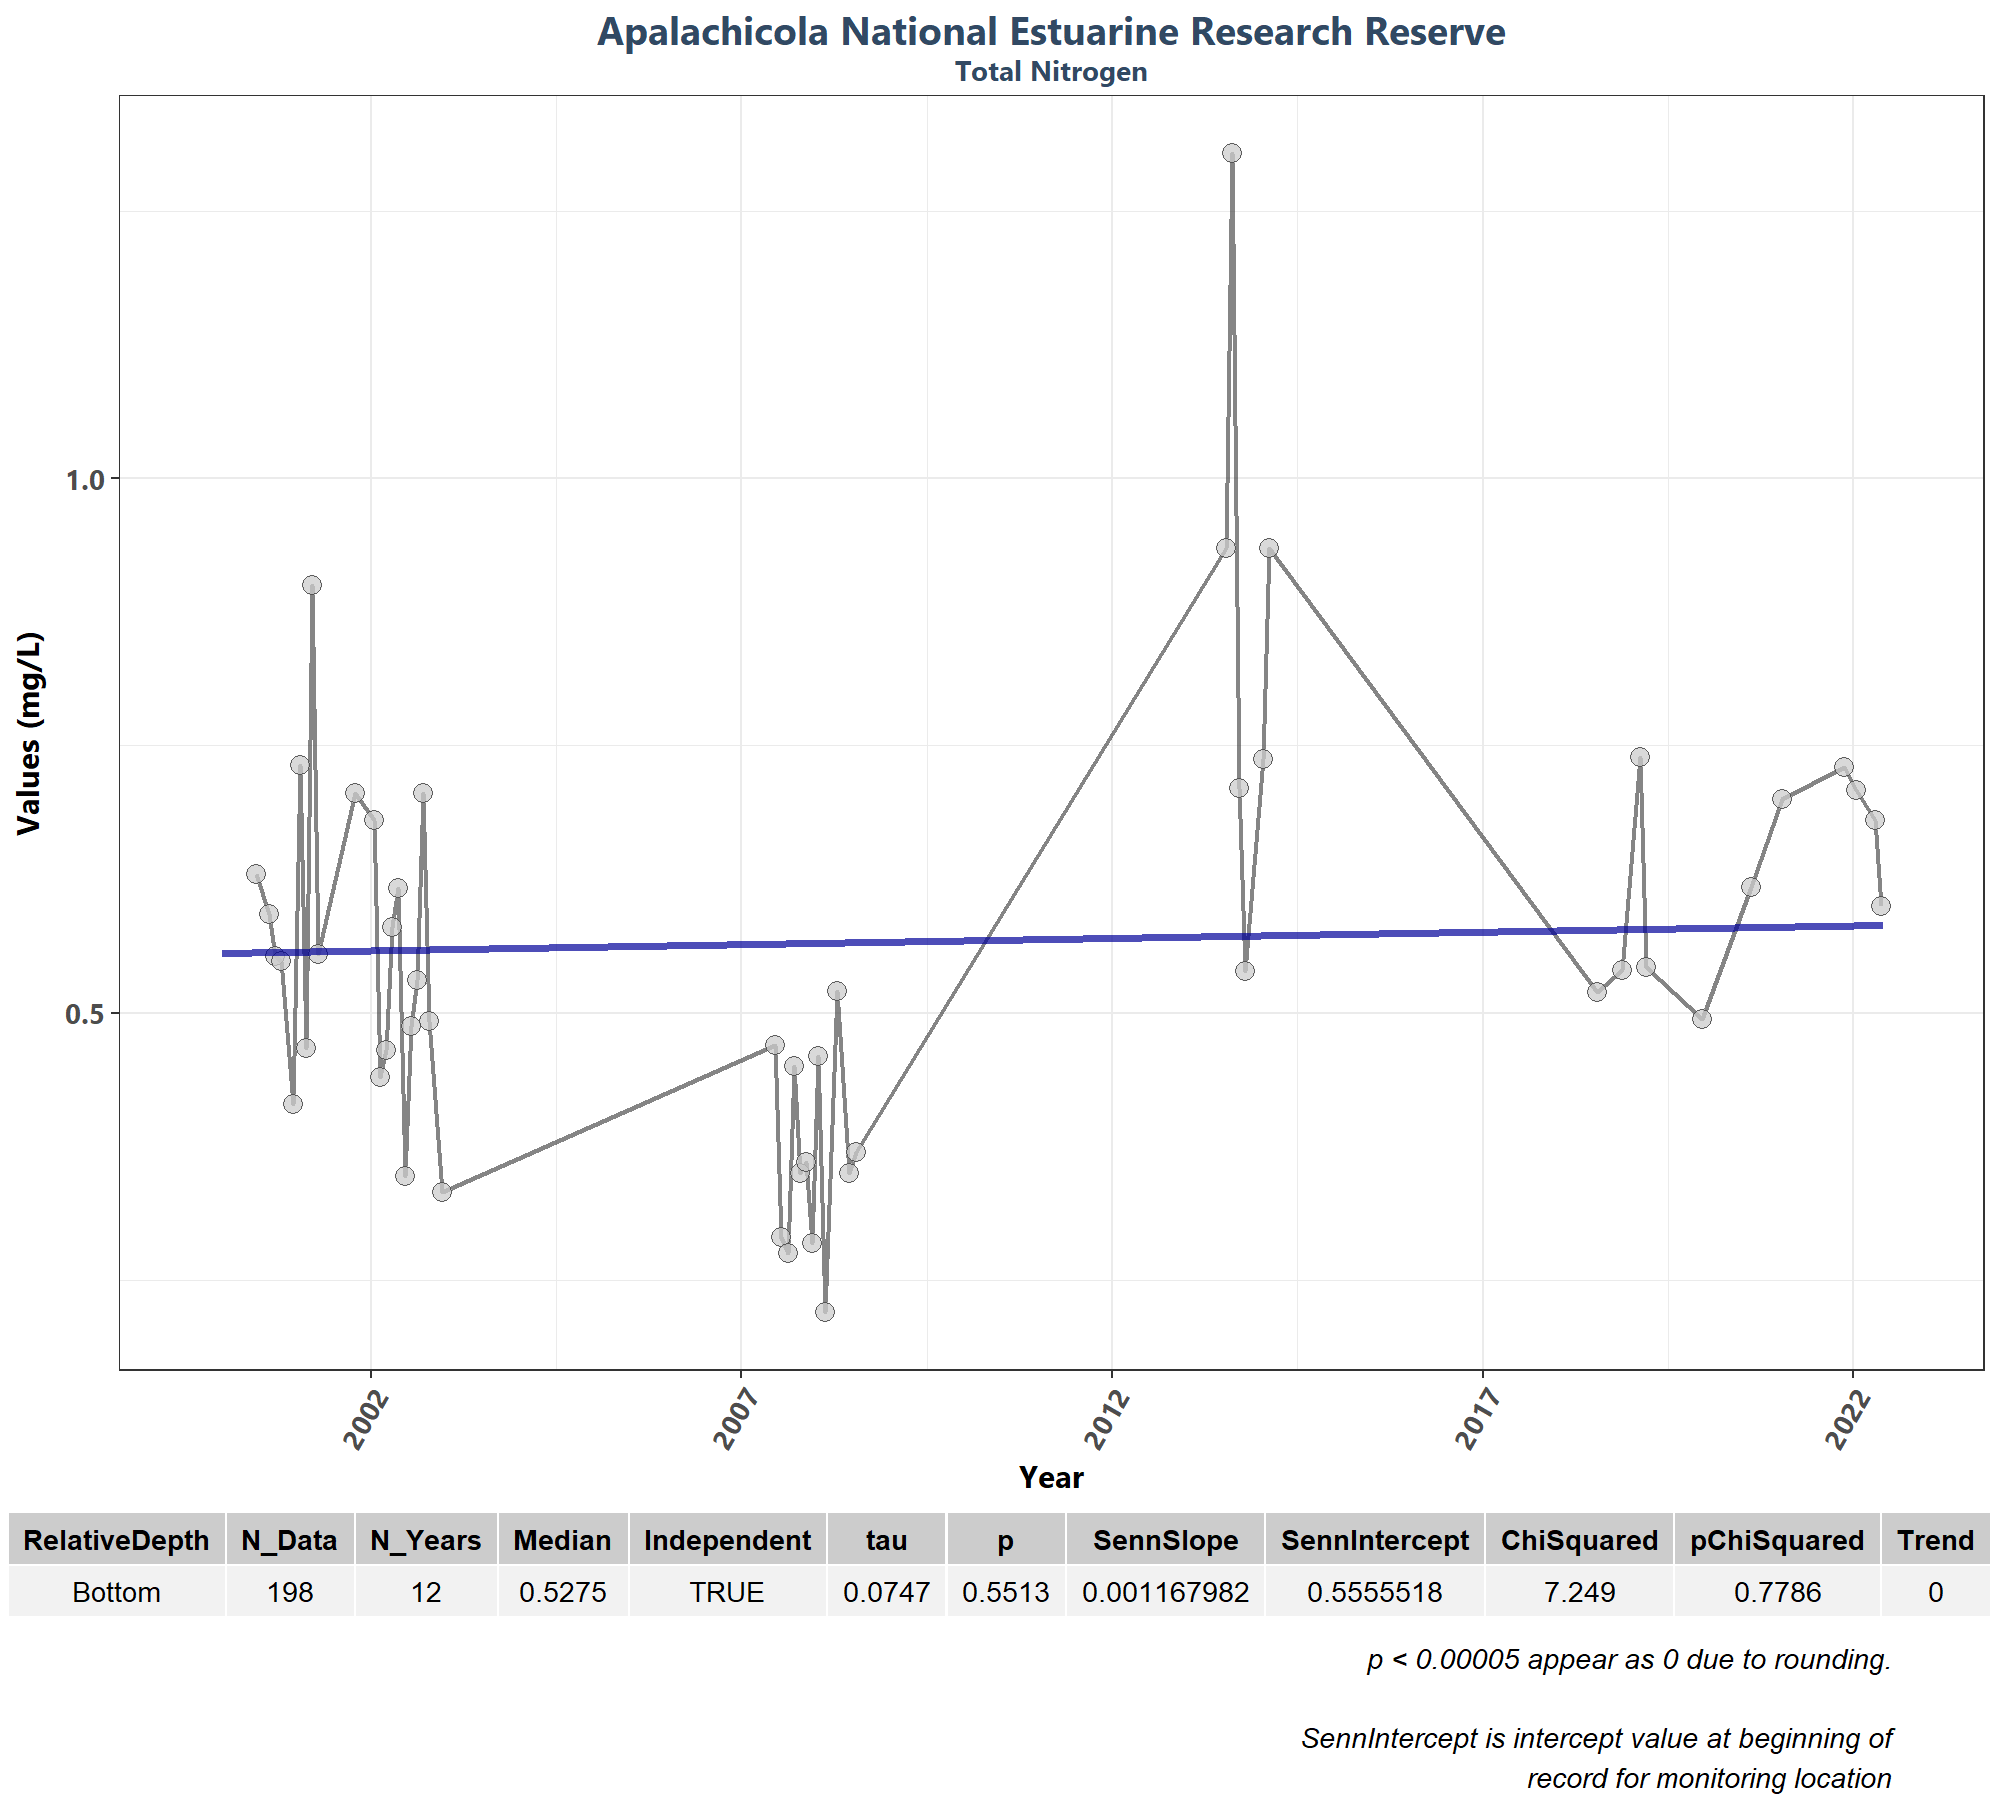 Apalachicola National Estuarine Research Reserve
Total Nitrogen
Values (mg/L)
1.0
0.5
2002
2007
2012
2017
2022
Year
RelativeDepth N_Data N_Years Median Independent tau p SennSlope SennIntercept ChiSquared pChiSquared Trend
Bottom 198 12 0.5275 TRUE 0.0747 0.5513 0.001167982 0.5555518 7.249 0.7786 0
p < 0.00005 appear as 0 due to rounding.
SennIntercept is intercept value at beginning of
record for monitoring location